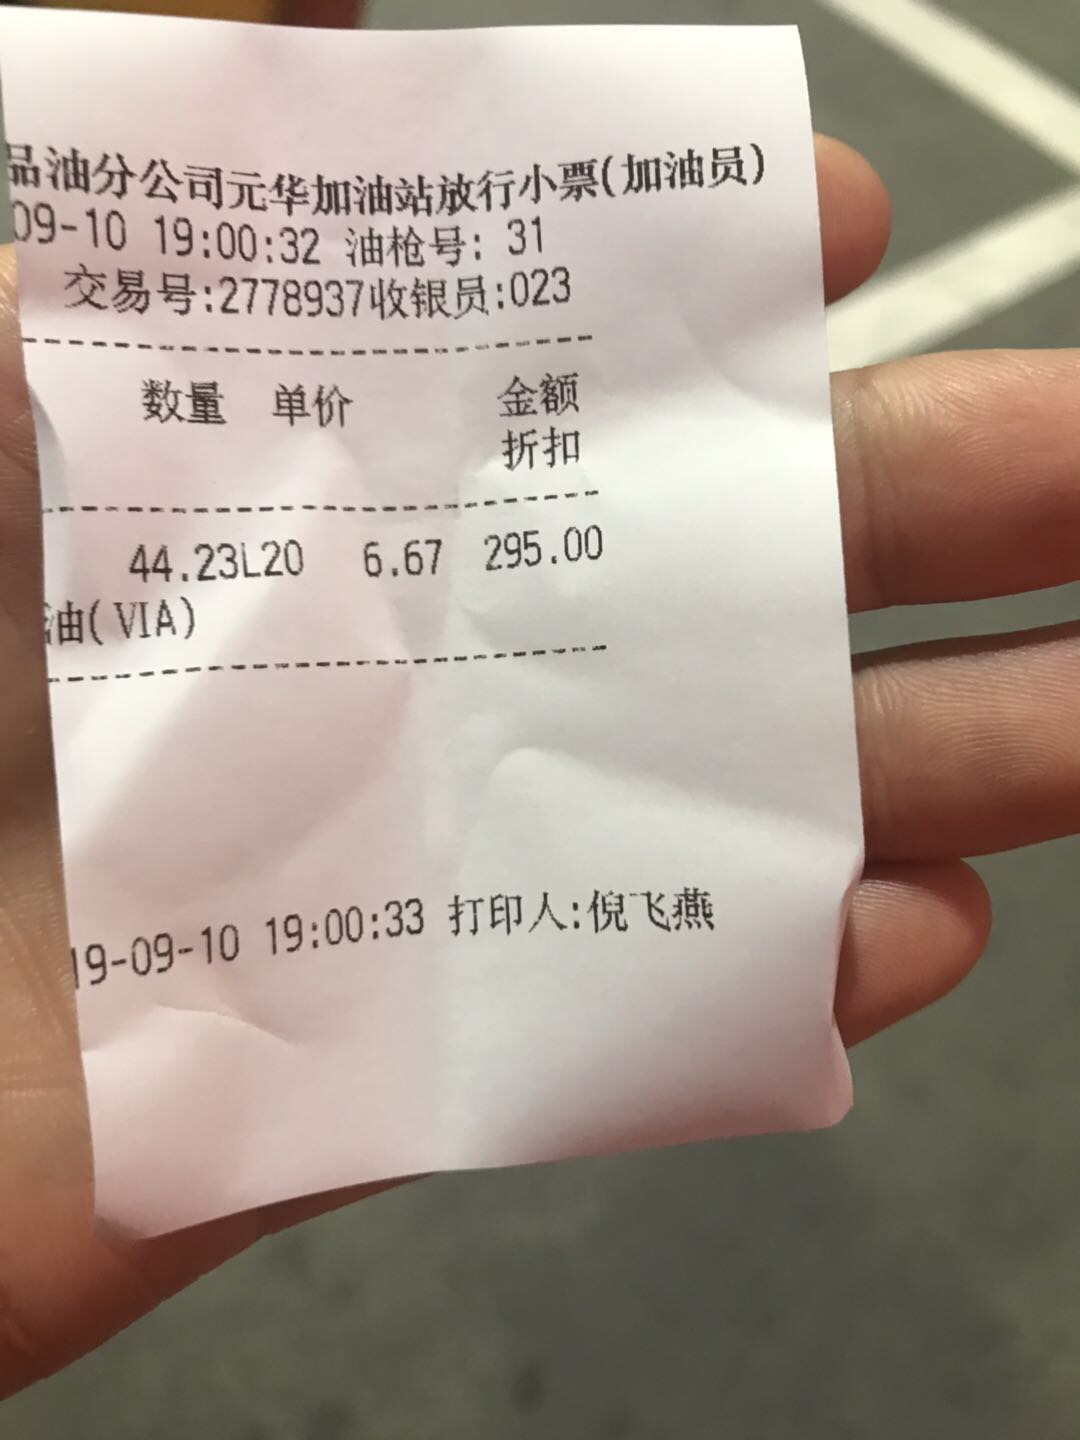 品油分公司元华加油站放行小票(加油员)
09-10 19:00:32 油枪号: 31
交易号:2778937收银员:023
数量 单价 金额
折扣
44.23L20 6.67 295.00
油(VIA)
19-09-10 19:00:33 打印人:倪飞燕